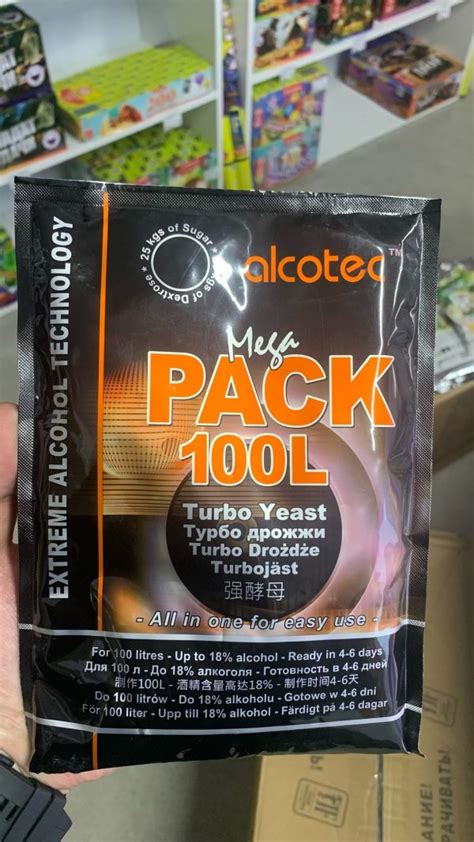 EXTREME ALCOHOL TECHNOLOGY
25 kgs of Sugar *
kgs of Dextrose *
alcotec™
Mega
PACK
100L
Turbo Yeast
Турбо дрожжи
Turbo Drożdże
Turbojäst
强酵母
- All in one for easy use -
For 100 litres - Up to 18% alcohol - Ready in 4-6 days
Для 100 л - До 18% алкоголя - Готовность в 4-6 дней
制作100L - 酒精含量高达18% - 制作时间4-6天
Do 100 litrów - Do 18% alkoholu - Gotowe w 4-6 dni
För 100 liter - Upp till 18% alkohol - Färdigt på 4-6 dagar